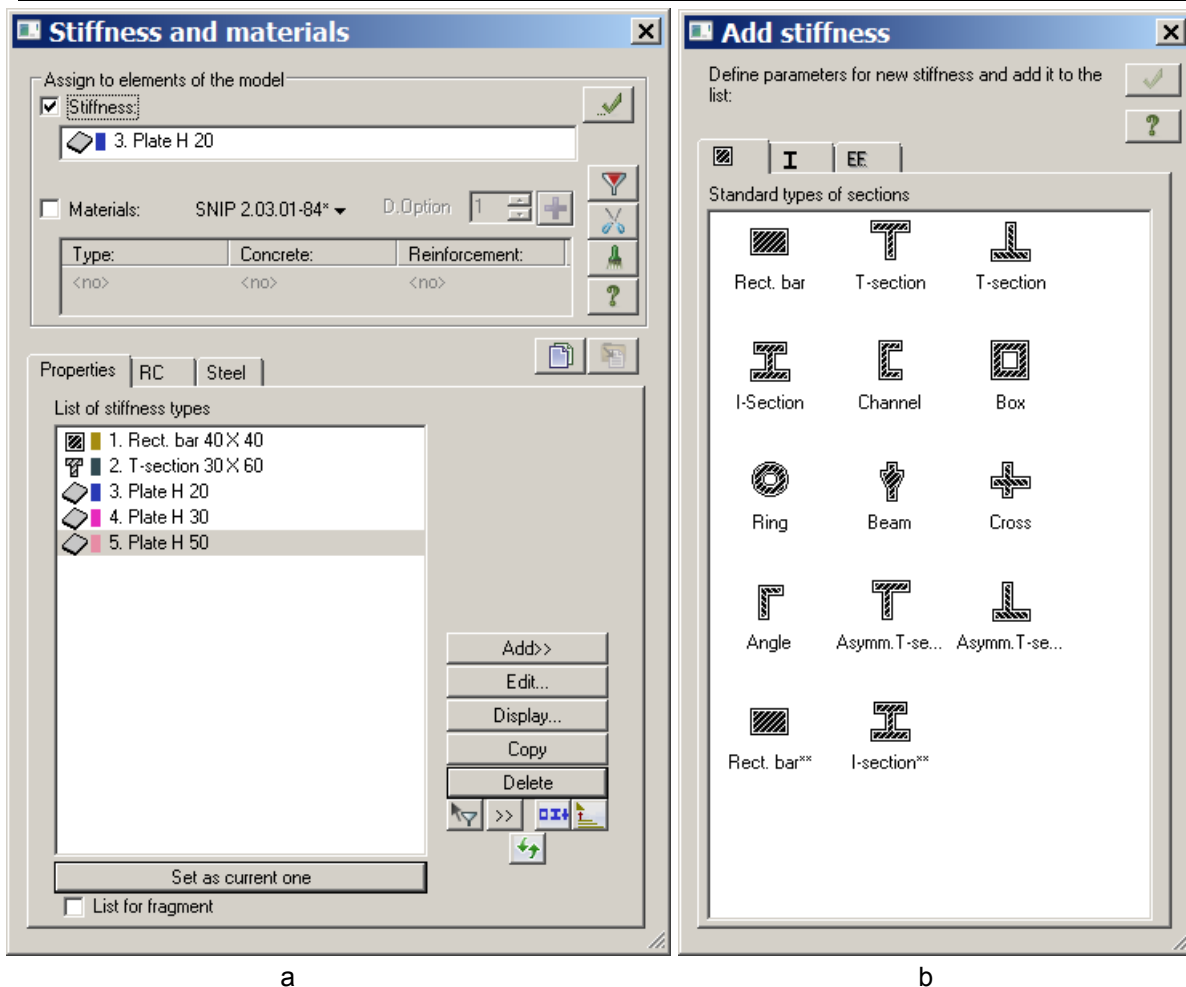 Stiffness and materials
Assign to elements of the model
Stiffness:
3. Plate H 20
Materials: SNIP 2.03.01-84* D.Option 1
Type: Concrete: Reinforcement:
<no> <no> <no>
Properties RC Steel
List of stiffness types
1. Rect. bar 40 X 40
2. T-section 30 X 60
3. Plate H 20
4. Plate H 30
5. Plate H 50
Add>>
Edit...
Display...
Copy
Delete
>>
Set as current one
List for fragment
a
Add stiffness
Define parameters for new stiffness and add it to the
list:
I EE
Standard types of sections
Rect. bar T-section T-section
I-Section Channel Box
Ring Beam Cross
Angle Asymm.T-se... Asymm.T-se...
Rect. bar** I-section**
b